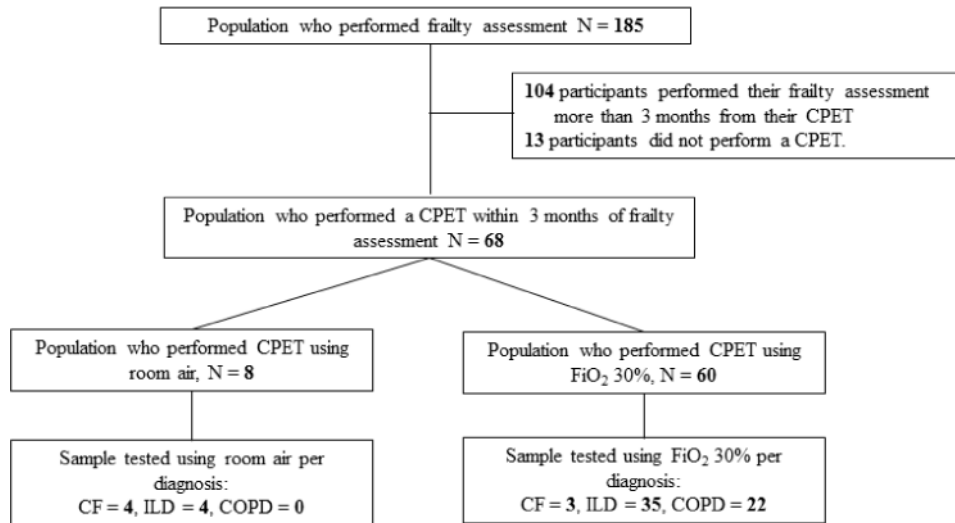 Population who performed frailty assessment N = 185
104 participants performed their frailty assessment
more than 3 months from their CPET
13 participants did not perform a CPET.
Population who performed a CPET within 3 months of frailty
assessment N = 68
Population who performed CPET using
room air, N = 8
Population who performed CPET using
FiO₂ 30%, N = 60
Sample tested using room air per
diagnosis:
CF = 4, ILD = 4, COPD = 0
Sample tested using FiO₂ 30% per
diagnosis:
CF = 3, ILD = 35, COPD = 22